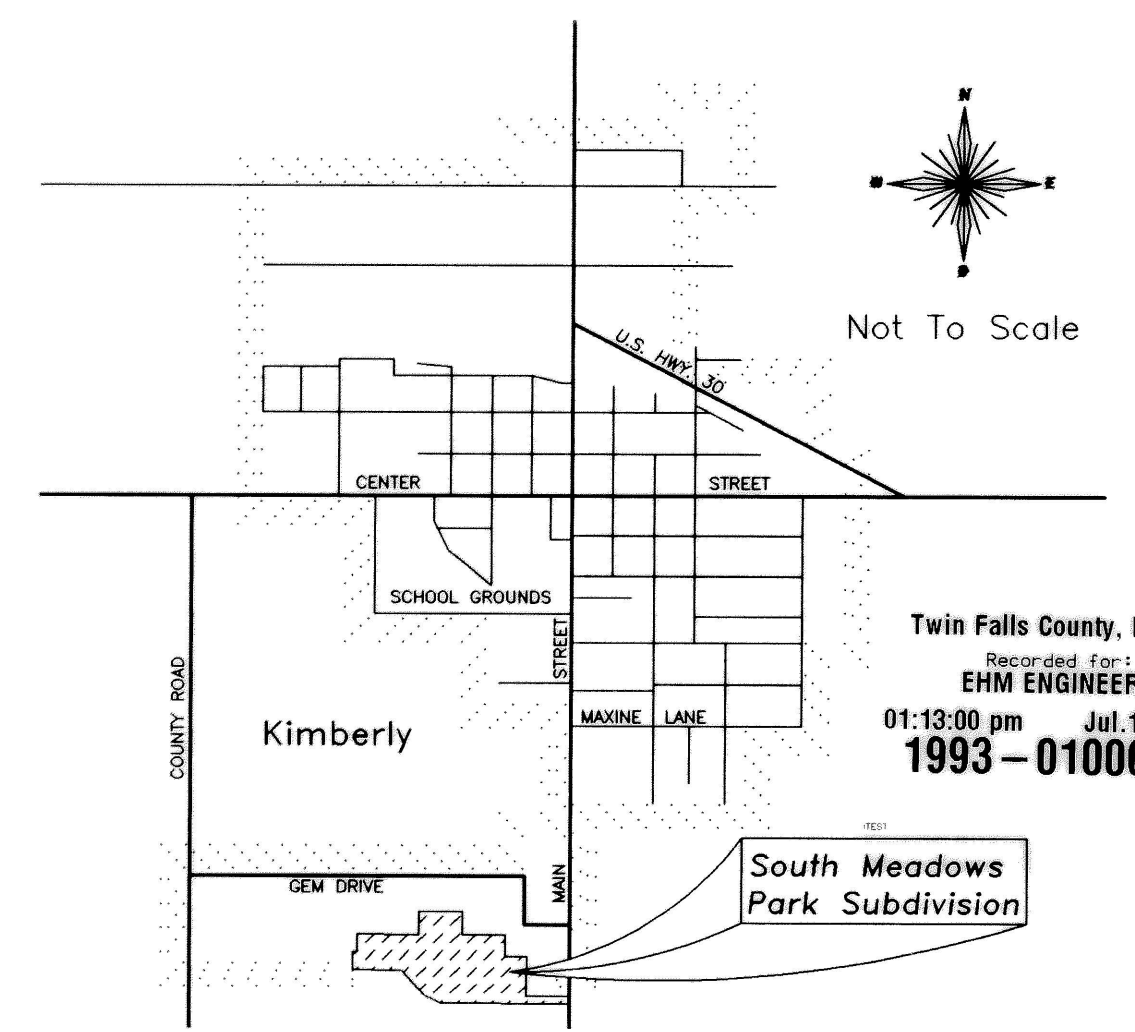 N
W E
S
Not To Scale
U.S. HWY. 30
CENTER STREET
SCHOOL GROUNDS
STREET
COUNTY ROAD
Kimberly
MAXINE LANE
Twin Falls County,
Recorded for:
EHM
01:13:00 pm
1993 –
South Meadows
Park Subdivision
GEM DRIVE
MAIN